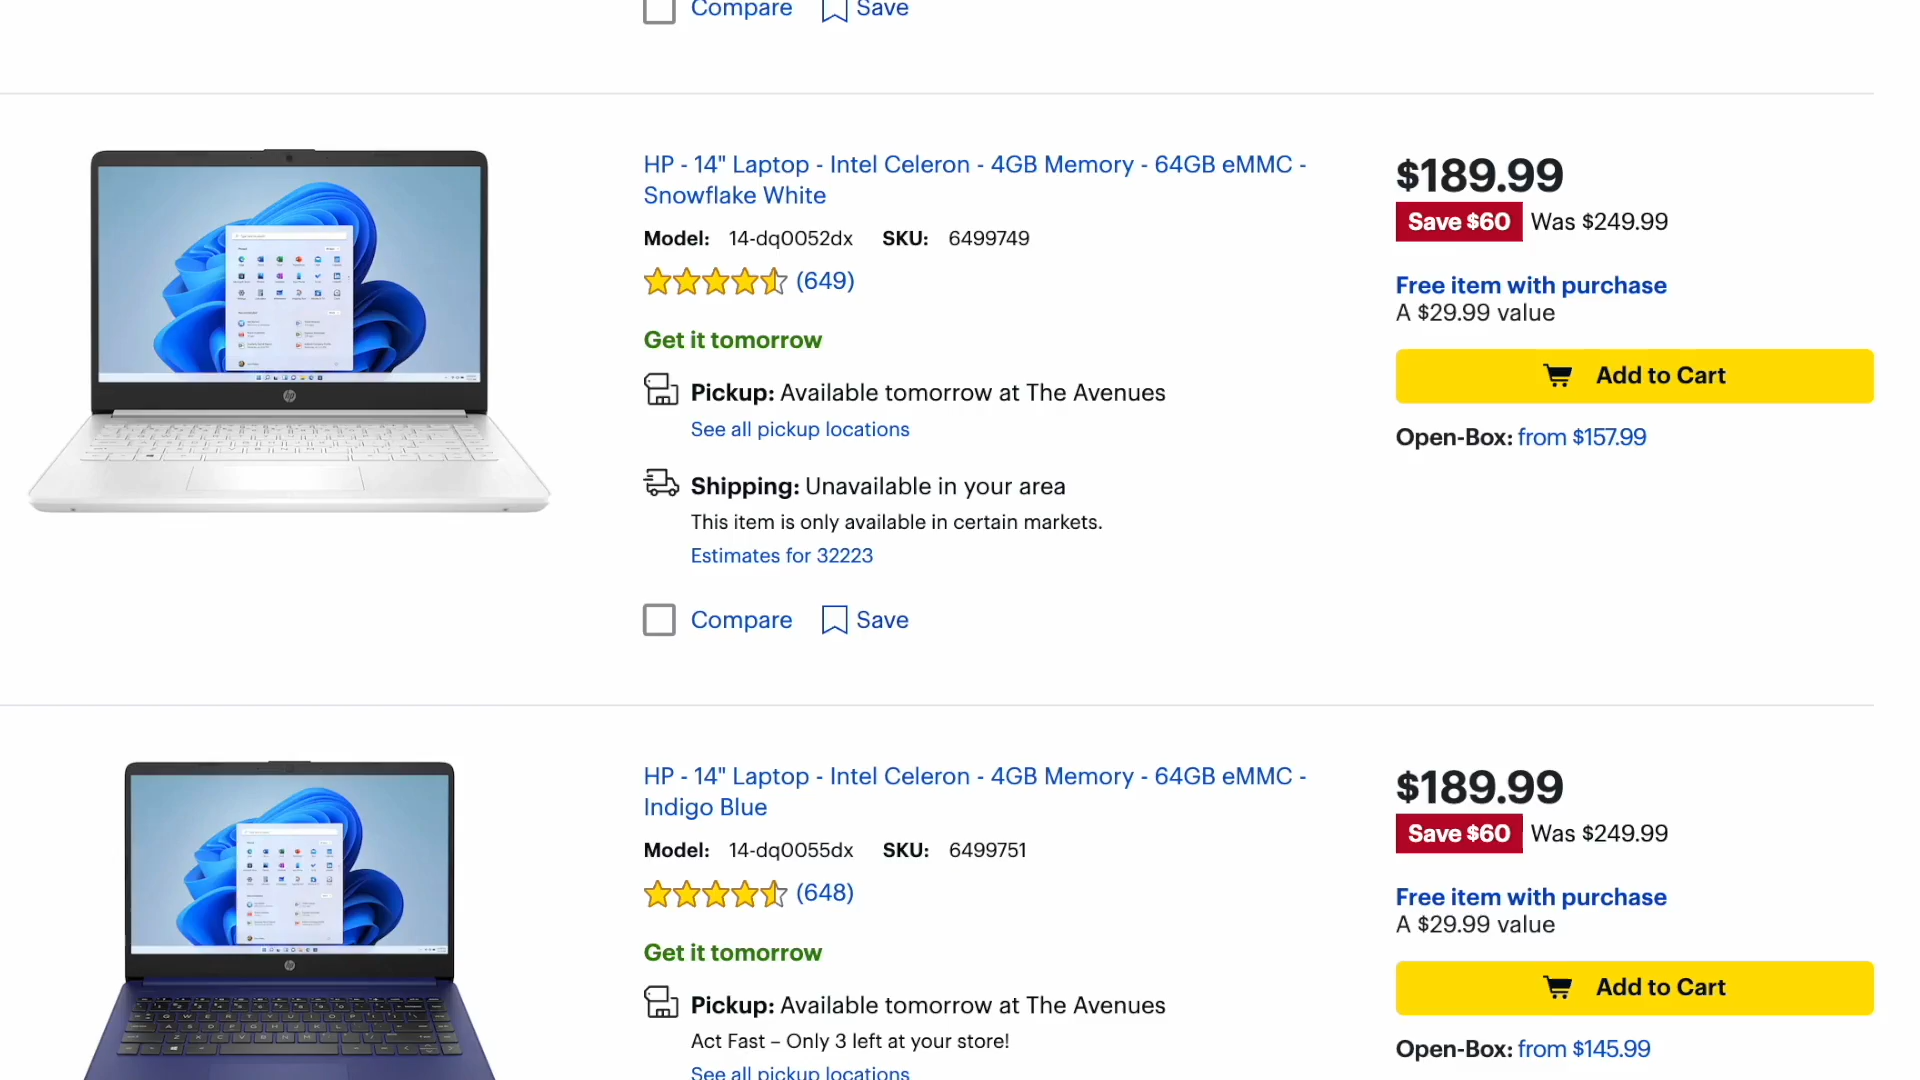 Compare Save
HP - 14" Laptop - Intel Celeron - 4GB Memory - 64GB eMMC -
Snowflake White
Model: 14-dq0052dx SKU: 6499749
(649)
Get it tomorrow
Pickup: Available tomorrow at The Avenues
See all pickup locations
Shipping: Unavailable in your area
This item is only available in certain markets.
Estimates for 32223
Compare Save
$189.99
Save $60 Was $249.99
Free item with purchase
A $29.99 value
Add to Cart
Open-Box: from $157.99
HP - 14" Laptop - Intel Celeron - 4GB Memory - 64GB eMMC -
Indigo Blue
Model: 14-dq0055dx SKU: 6499751
(648)
Get it tomorrow
Pickup: Available tomorrow at The Avenues
Act Fast – Only 3 left at your store!
See all pickup locations
$189.99
Save $60 Was $249.99
Free item with purchase
A $29.99 value
Add to Cart
Open-Box: from $145.99